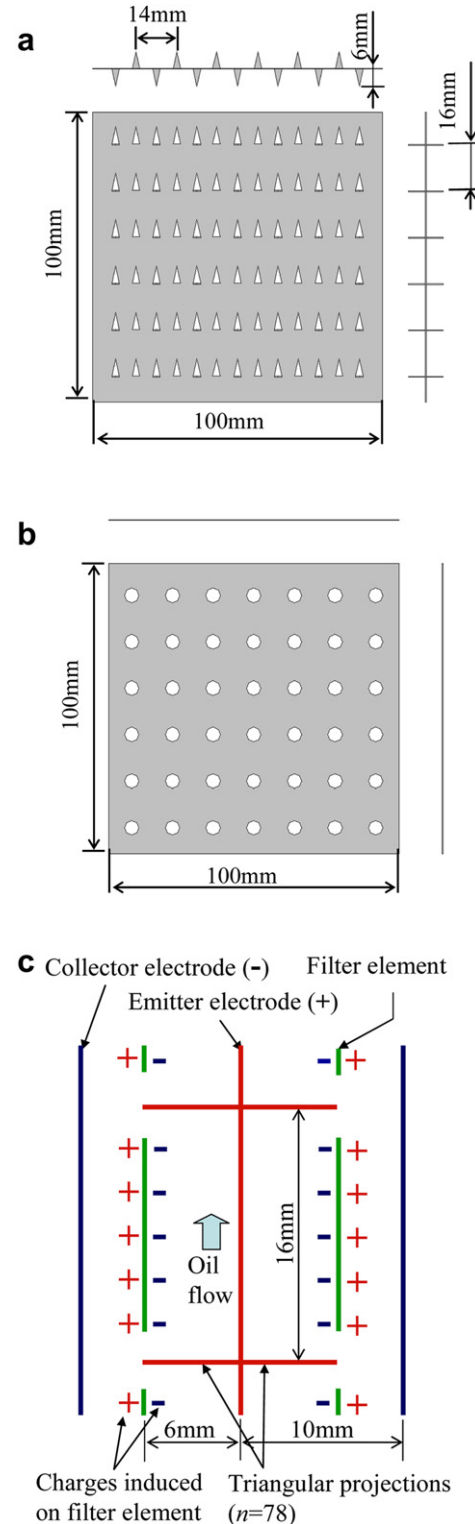 a
14mm
6mm
16mm
100mm
100mm
b
100mm
100mm
c
Collector electrode (-)
Filter element
Emitter electrode (+)
+ - - +
+ - - +
+ - - +
+ - - +
+ - - +
+ - - +
+ - - +
16mm
Oil
flow
6mm
10mm
Charges induced
on filter element
Triangular projections
(n=78)